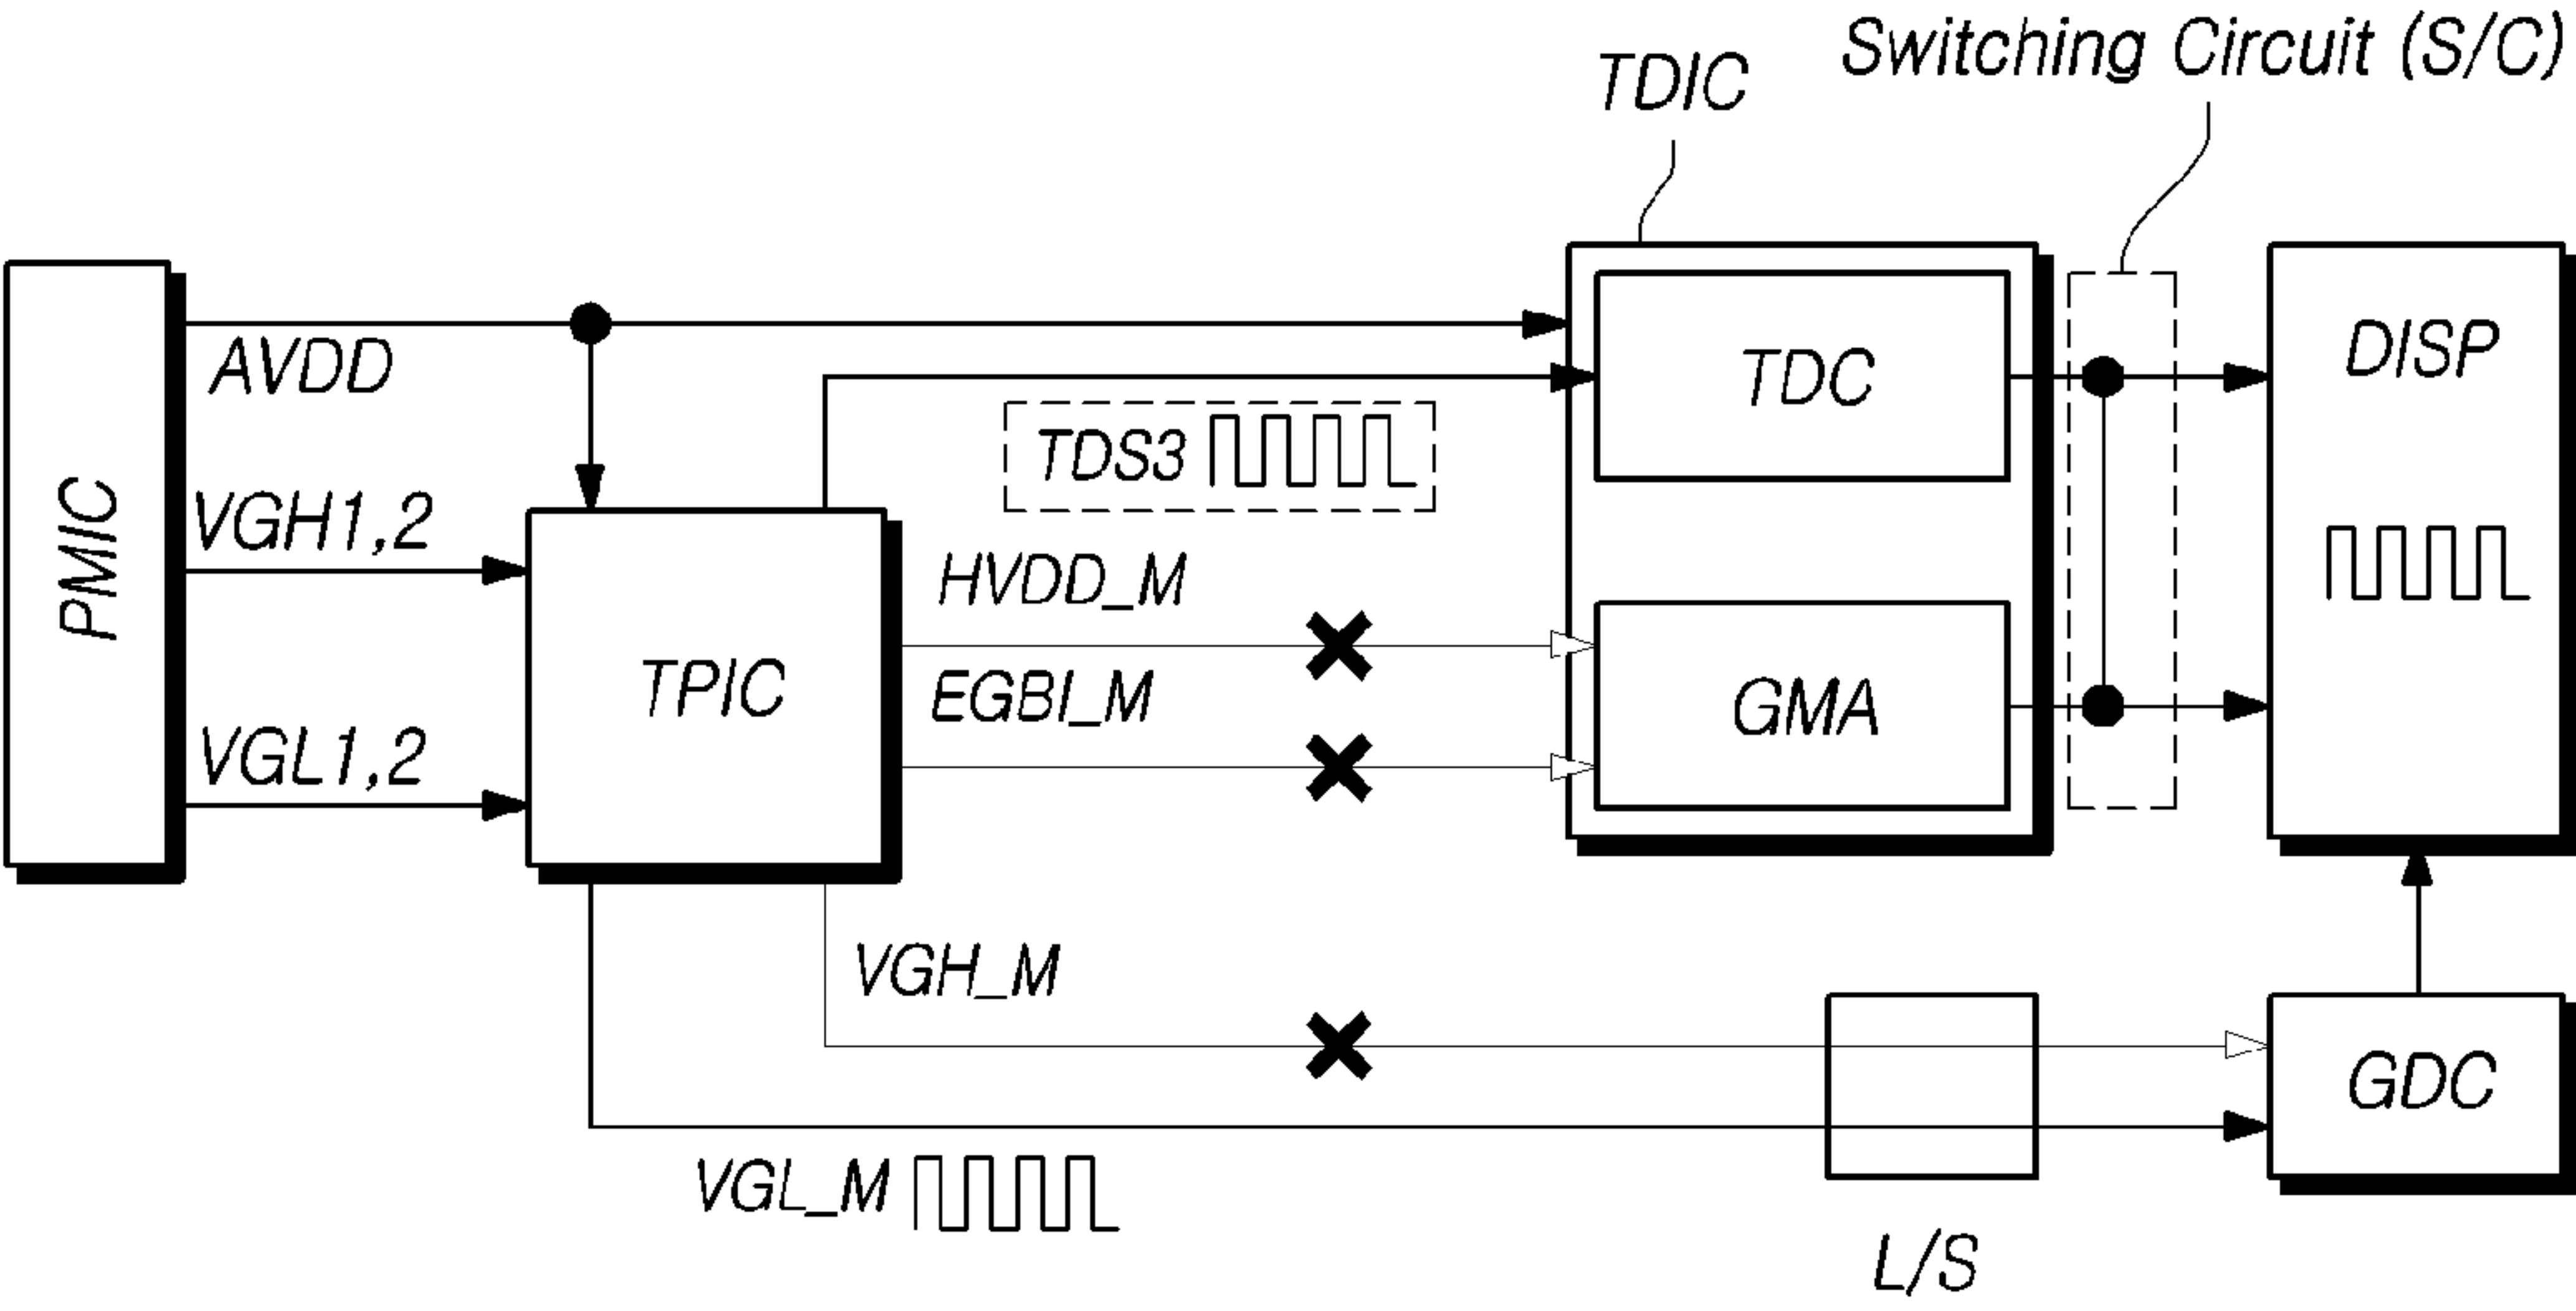 Switching Circuit (S/C)
TDIC
AVDD
TDC
DISP
TDS3
VGH1,2
PMIC
HVDD_M
TPIC
EGBI_M
GMA
VGL1,2
VGH_M
GDC
VGL_M
L/S